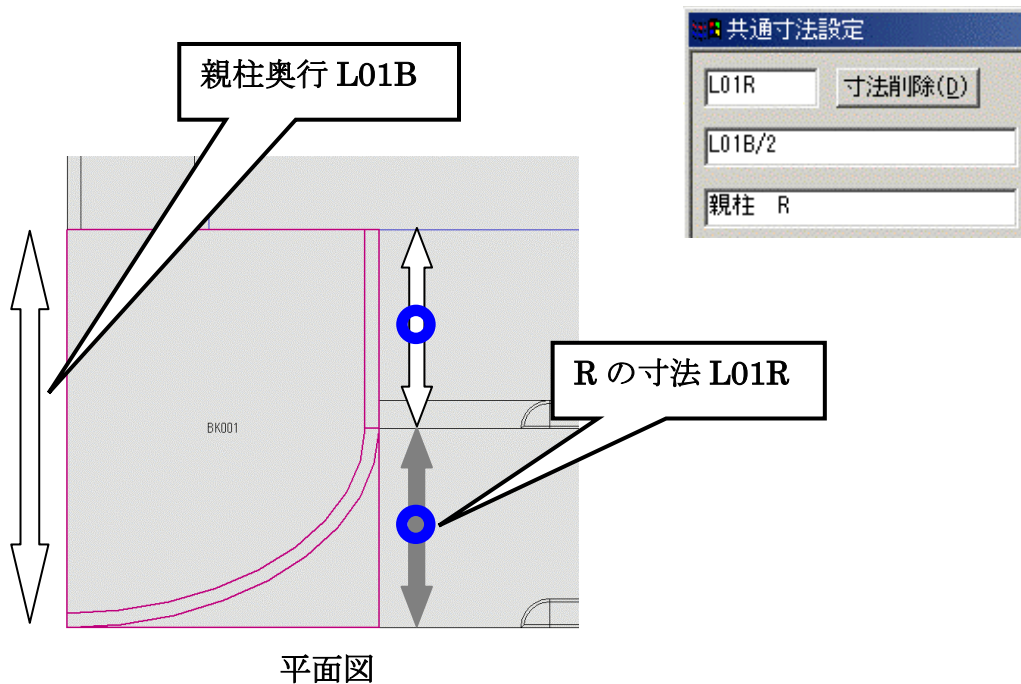 親柱奥行 L01B
共通寸法設定
L01R 寸法削除(D)
L01B/2
親柱　R
R の寸法 L01R
BK001
平面図